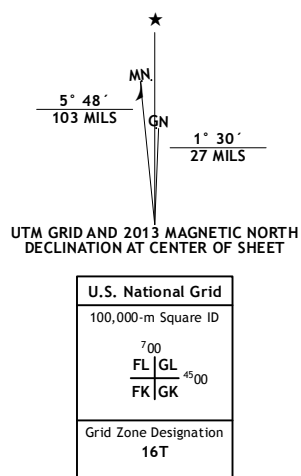 ★
MN
GN
5° 48´
103 MILS
1° 30´
27 MILS
UTM GRID AND 2013 MAGNETIC NORTH
DECLINATION AT CENTER OF SHEET
U.S. National Grid
100,000-m Square ID
⁷00
FL GL
⁴⁵00
FK GK
Grid Zone Designation
16T